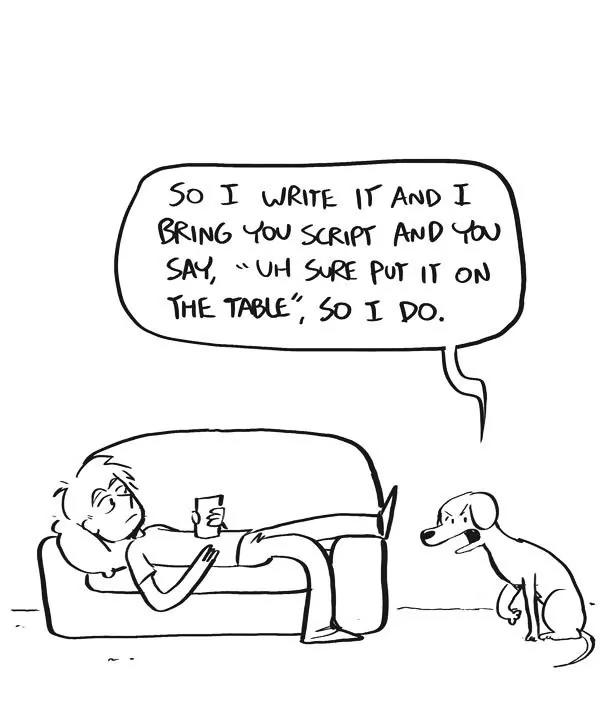 SO I WRITE IT AND I
BRING YOU SCRIPT AND YOU
SAY, "UH SURE PUT IT ON
THE TABLE", SO I DO.